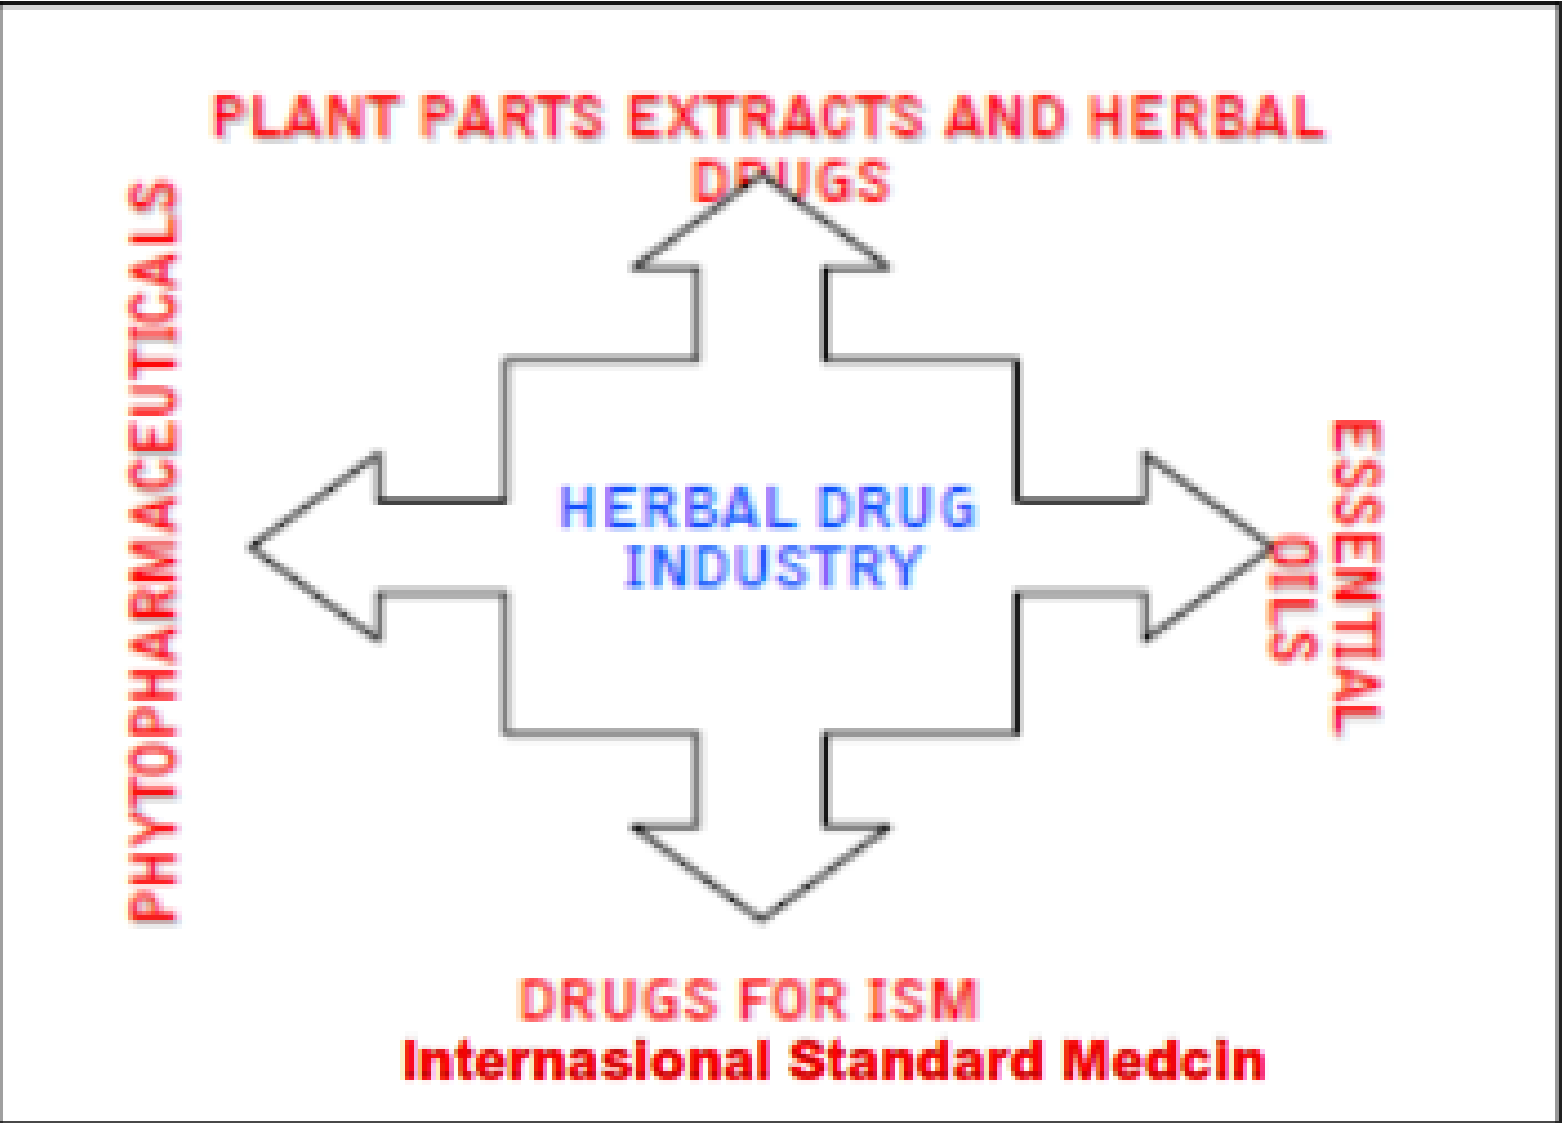 PLANT PARTS EXTRACTS AND HERBAL
DRUGS
PHYTOPHARMACEUTICALS
HERBAL DRUG
INDUSTRY
ESSENTIAL
OILS
DRUGS FOR ISM
Internasional Standard Medcin